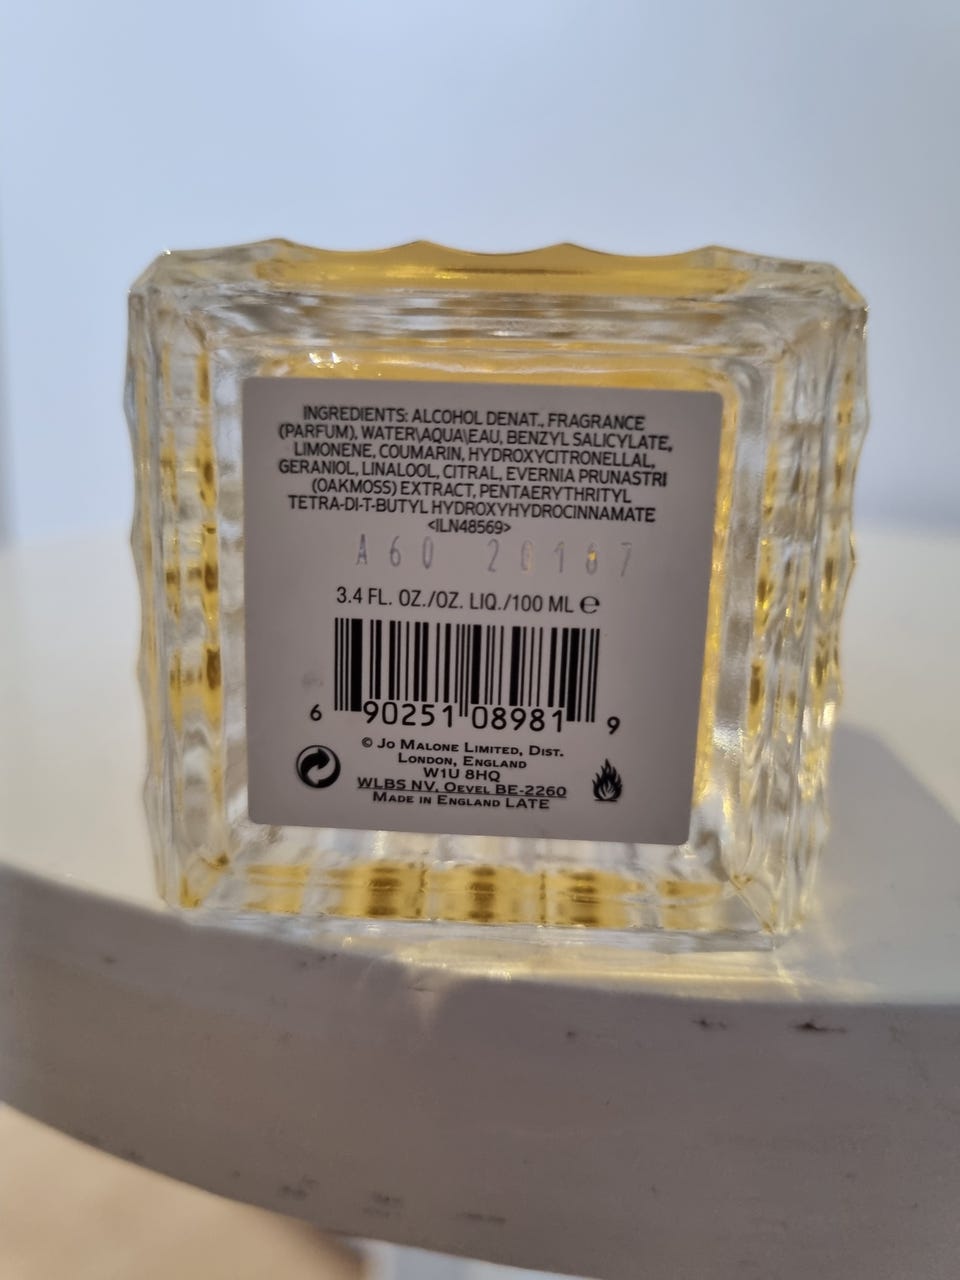 INGREDIENTS: ALCOHOL DENAT., FRAGRANCE
(PARFUM), WATER\AQUA\EAU, BENZYL SALICYLATE,
LIMONENE, COUMARIN, HYDROXYCITRONELLAL,
GERANIOL, LINALOOL, CITRAL, EVERNIA PRUNASTRI
(OAKMOSS) EXTRACT, PENTAERYTHRITYL
TETRA-DI-T-BUTYL HYDROXYHYDROCINNAMATE
<ILN48569>
A60
3.4 FL. OZ./OZ. LIQ./100 ML ℮
6 90251 08981 9
© JO MALONE LIMITED, DIST.
LONDON, ENGLAND
W1U 8HQ
WLBS NV, OEVEL BE-2260
MADE IN ENGLAND LATE